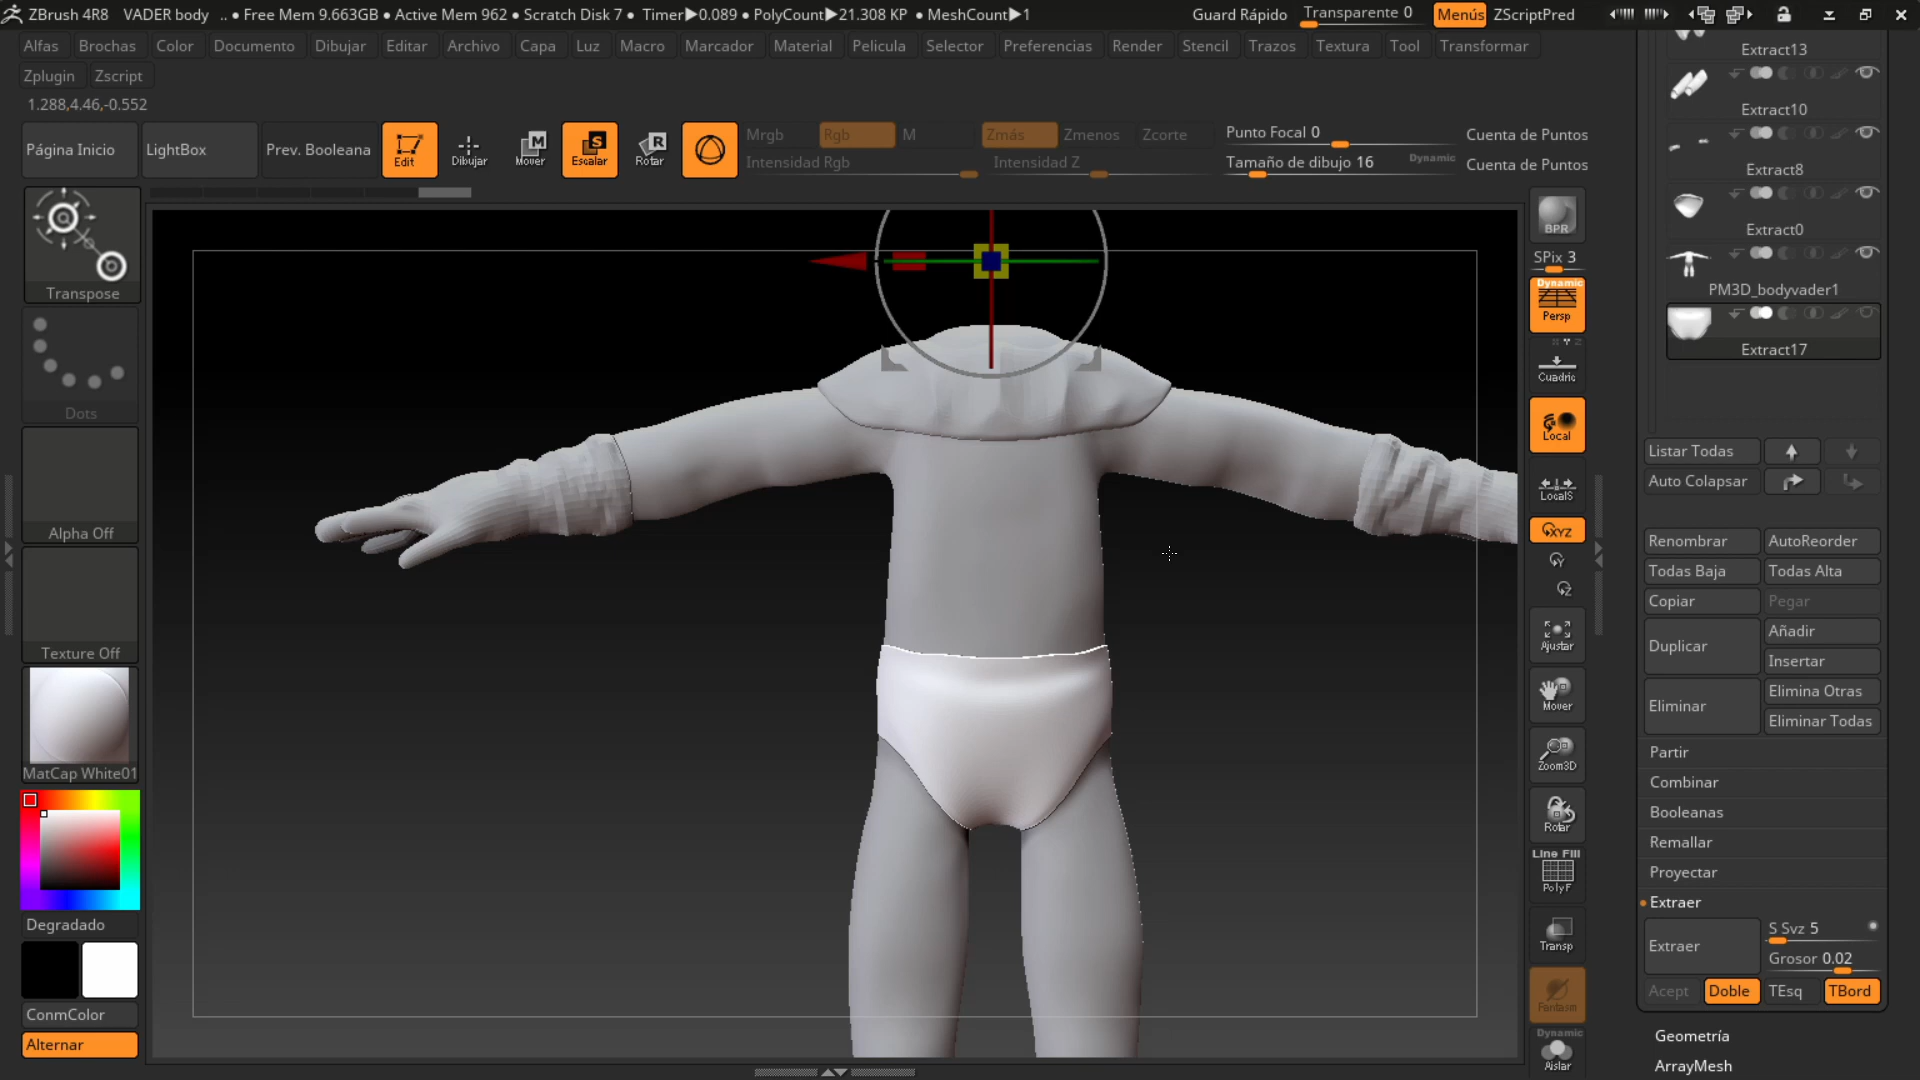 ZBrush 4R8 VADER body .. ● Free Mem 9.663GB ● Active Mem 962 ● Scratch Disk 7 ● Timer▶0.089 ● PolyCount▶21.308 KP ● MeshCount▶1 Guard Rápido Transparente 0 Menús ZScriptPred
Alfas Brochas Color Documento Dibujar Editar Archivo Capa Luz Macro Marcador Material Pelicula Selector Preferencias Render Stencil Trazos Textura Tool Transformar
Zplugin Zscript
1.288,4.46,-0.552
Página Inicio LightBox Prev. Booleana Edit Dibujar Mover Escalar Rotar
Mrgb Rgb M Zmás Zmenos Zcorte Punto Focal 0 Cuenta de Puntos
Intensidad Rgb Intensidad Z Tamaño de dibujo 16 Dynamic Cuenta de Puntos
Transpose
Dots
Alpha Off
Texture Off
MatCap White01
Degradado
ConmColor
Alternar
BPR
SPix 3
Dynamic
Persp
Cuadric
Local
LocalS
XYZ
Y
Z
Ajustar
Mover
Zoom3D
Rotar
Line Fill
PolyF
Transp
Fantasm
Dynamic
Aislar
Extract13
Extract10
Extract8
Extract0
PM3D_bodyvader1
Extract17
Listar Todas
Auto Colapsar
Renombrar AutoReorder
Todas Baja Todas Alta
Copiar Pegar
Duplicar Añadir
Insertar
Eliminar Elimina Otras
Eliminar Todas
Partir
Combinar
Booleanas
Remallar
Proyectar
Extraer
Extraer S Svz 5
Grosor 0.02
Acept Doble TEsq TBord
Geometría
ArrayMesh